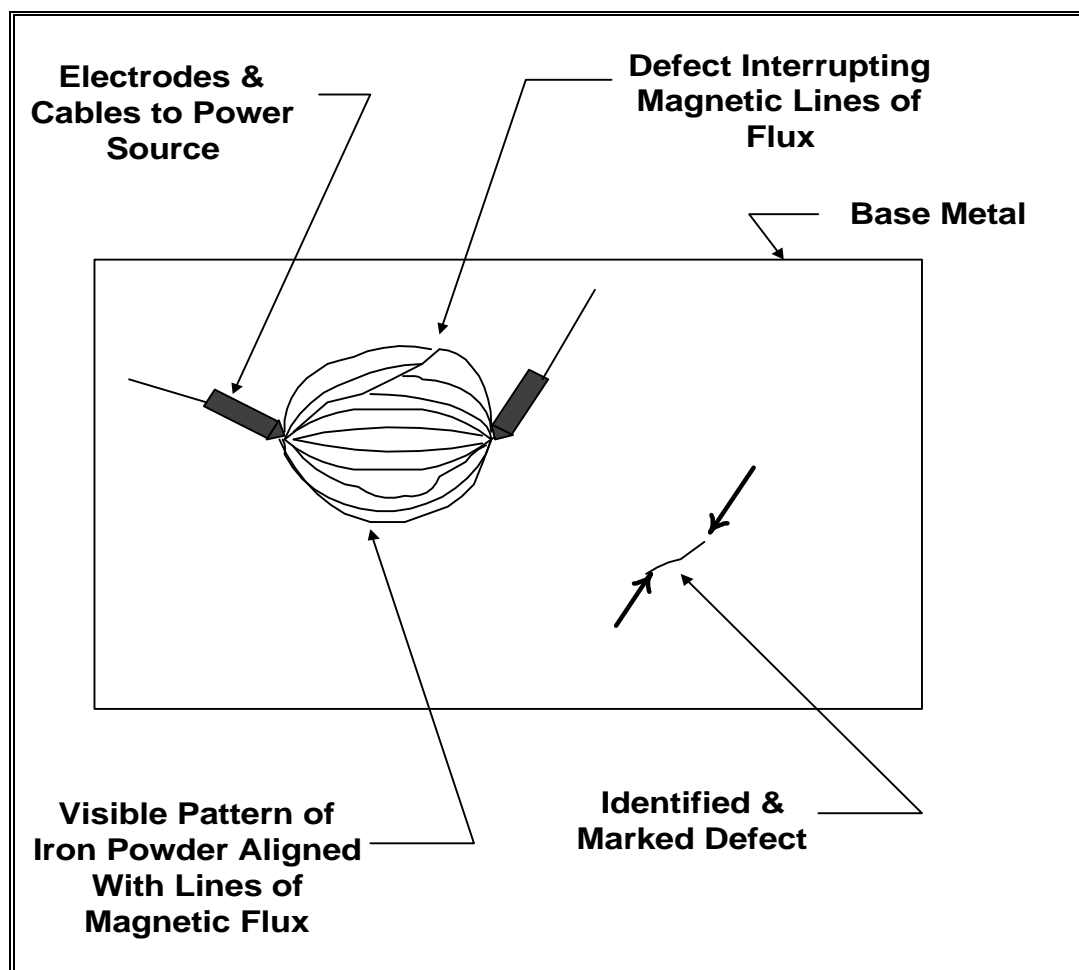 Electrodes &
Cables to Power
Source
Defect Interrupting
Magnetic Lines of
Flux
Base Metal
Visible Pattern of
Iron Powder Aligned
With Lines of
Magnetic Flux
Identified &
Marked Defect